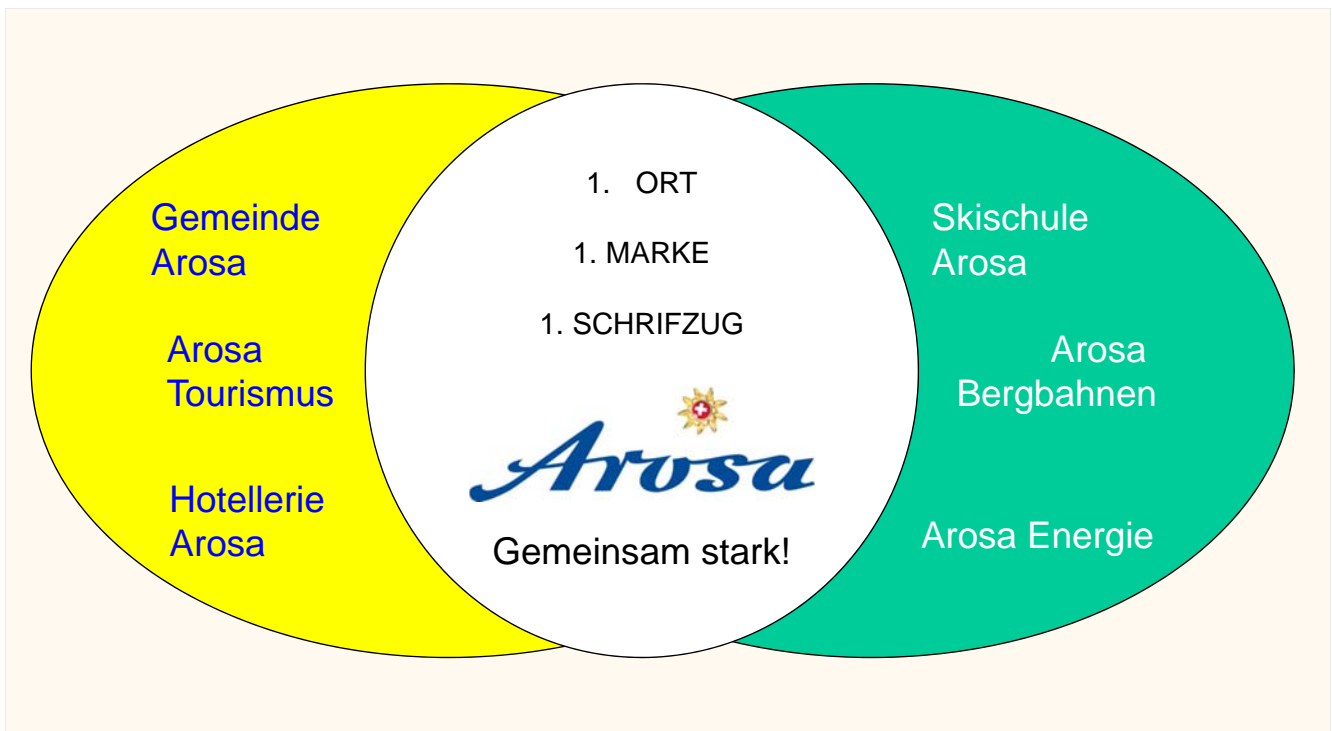 Gemeinde
Arosa
Arosa
Tourismus
Hotellerie
Arosa
1. ORT
1. MARKE
1. SCHRIFZUG
Arosa
Gemeinsam stark!
Skischule
Arosa
Arosa
Bergbahnen
Arosa Energie